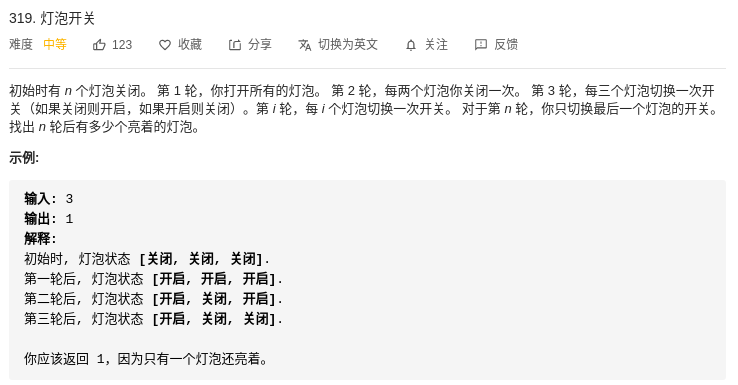 319. 灯泡开关
难度 中等 123 收藏 分享 切换为英文 关注 反馈
初始时有 n 个灯泡关闭。 第 1 轮，你打开所有的灯泡。 第 2 轮，每两个灯泡你关闭一次。 第 3 轮，每三个灯泡切换一次开
关（如果关闭则开启，如果开启则关闭）。第 i 轮，每 i 个灯泡切换一次开关。 对于第 n 轮，你只切换最后一个灯泡的开关。
找出 n 轮后有多少个亮着的灯泡。
示例:
输入: 3
输出: 1
解释:
初始时, 灯泡状态 [关闭, 关闭, 关闭].
第一轮后, 灯泡状态 [开启, 开启, 开启].
第二轮后, 灯泡状态 [开启, 关闭, 开启].
第三轮后, 灯泡状态 [开启, 关闭, 关闭].
你应该返回 1，因为只有一个灯泡还亮着。